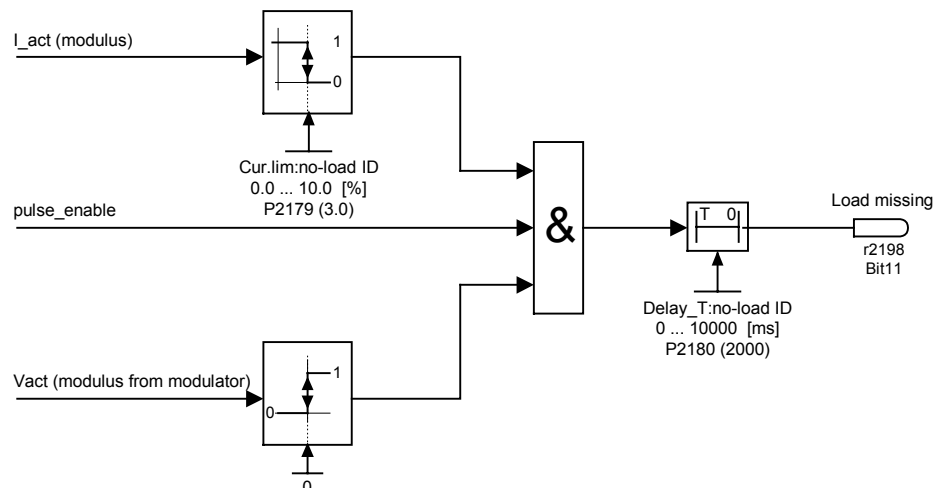 I_act (modulus)
1
0
Cur.lim:no-load ID
0.0 ... 10.0 [%]
P2179 (3.0)
pulse_enable
&
T 0
Load missing
r2198
Bit11
Delay_T:no-load ID
0 ... 10000 [ms]
P2180 (2000)
Vact (modulus from modulator)
1
0
0